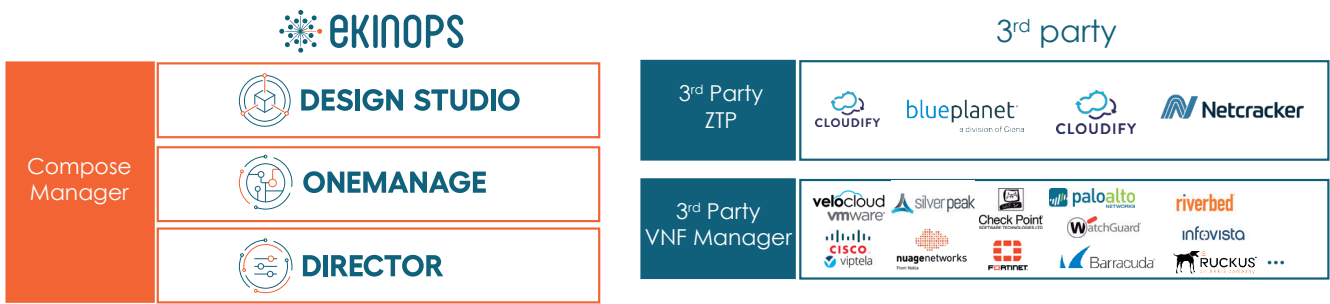 ekinops
Compose
Manager
DESIGN STUDIO
ONEMANAGE
DIRECTOR
3rd party
3rd Party
ZTP
CLOUDIFY
blueplanet
a division of Ciena
CLOUDIFY
Netcracker
3rd Party
VNF Manager
velocloud
vmware
silver peak
Check Point
SOFTWARE TECHNOLOGIES LTD
paloalto
NETWORKS
riverbed
WatchGuard
infovista
CISCO
viptela
nuagenetworks
From Nokia
FORTINET
Barracuda
RUCKUS
...